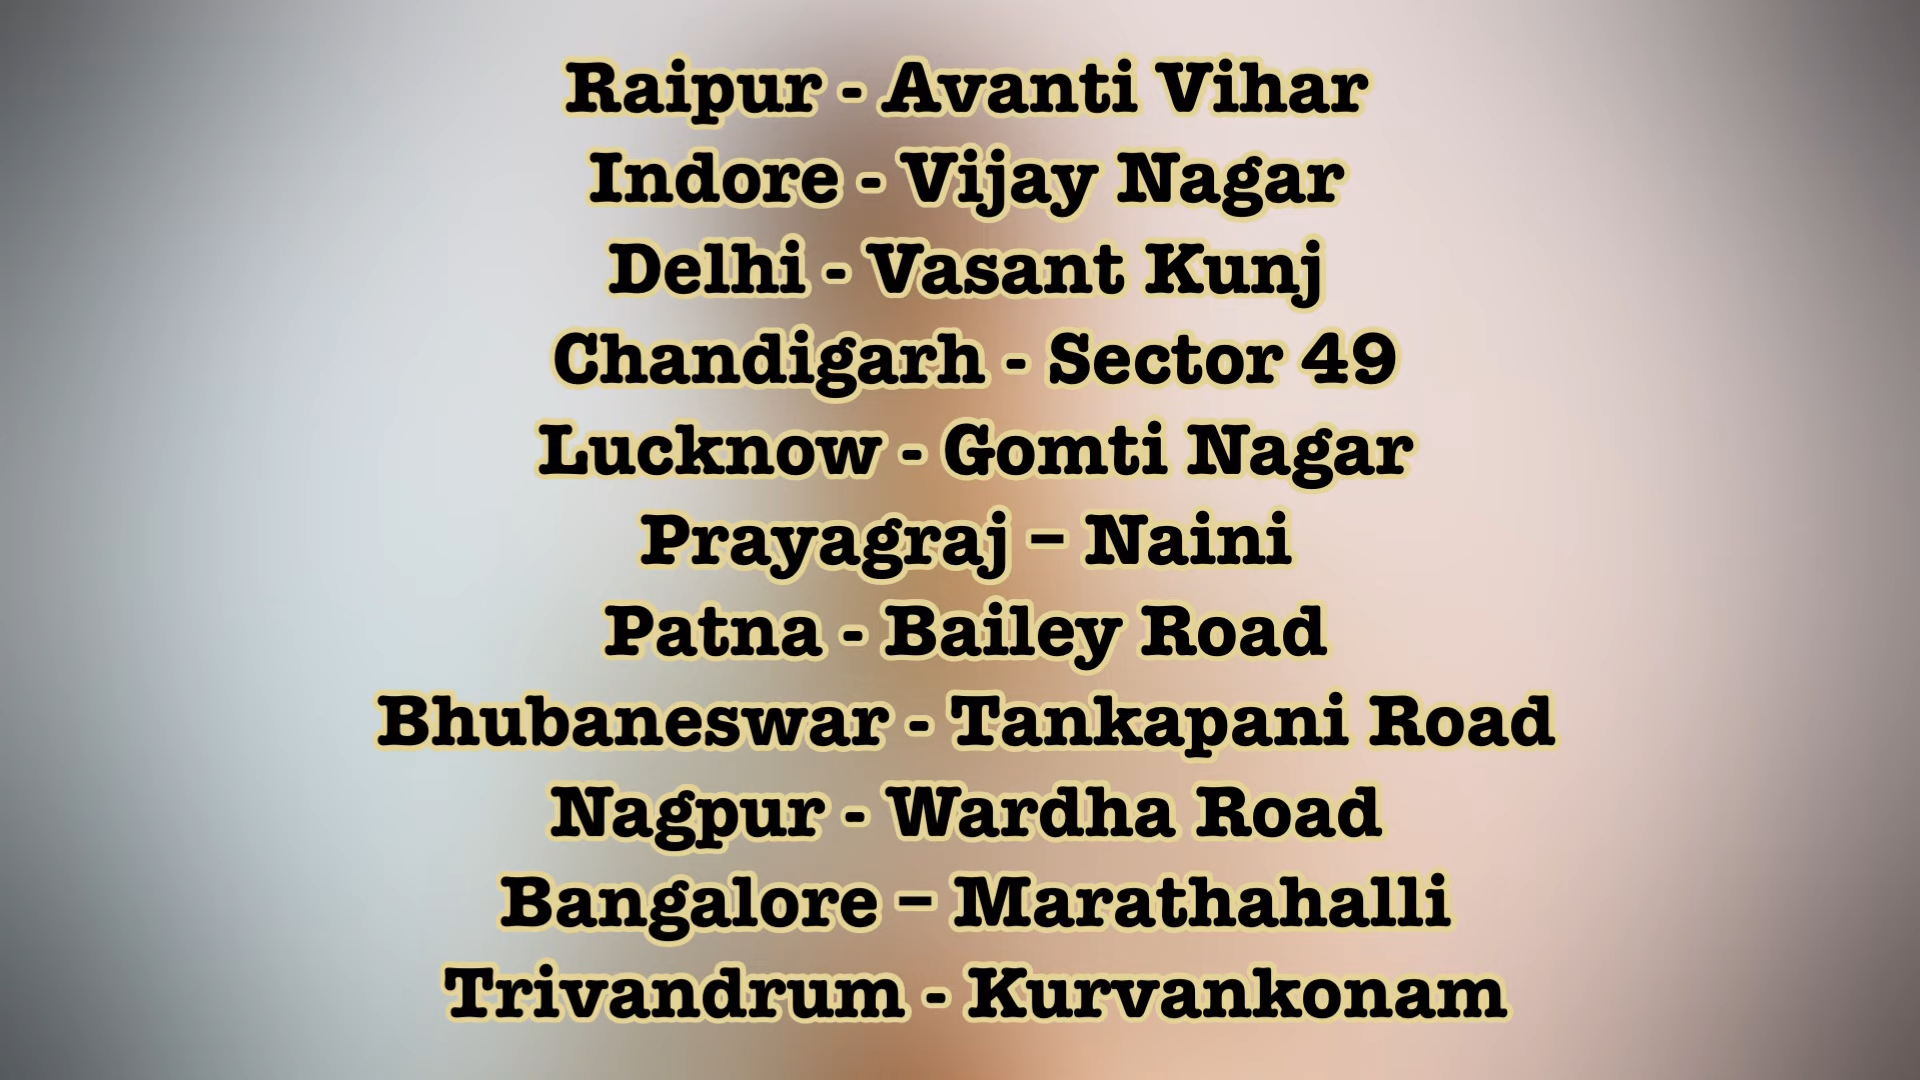 Raipur - Avanti Vihar
Indore - Vijay Nagar
Delhi - Vasant Kunj
Chandigarh - Sector 49
Lucknow - Gomti Nagar
Prayagraj – Naini
Patna - Bailey Road
Bhubaneswar - Tankapani Road
Nagpur - Wardha Road
Bangalore – Marathahalli
Trivandrum - Kurvankonam